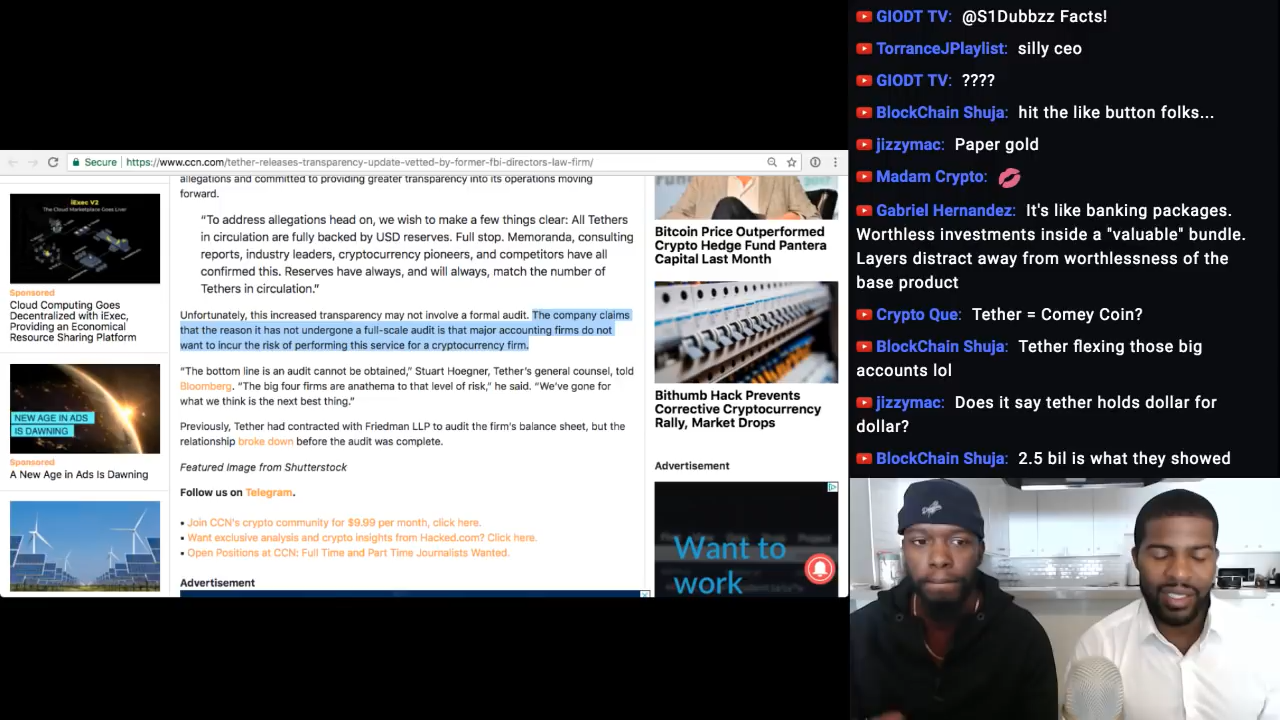 Secure
https://www.ccn.com/tether-releases-transparency-update-vetted-by-former-fbi-directors-law-firm/
iExec V2
The Cloud Marketplace Goes Live!
Sponsored
Cloud Computing Goes
Decentralized with iExec,
Providing an Economical
Resource Sharing Platform
NEW AGE IN ADS
IS DAWNING
Sponsored
A New Age in Ads Is Dawning
allegations and committed to providing greater transparency into its operations moving
forward.
“To address allegations head on, we wish to make a few things clear: All Tethers
in circulation are fully backed by USD reserves. Full stop. Memoranda, consulting
reports, industry leaders, cryptocurrency pioneers, and competitors have all
confirmed this. Reserves have always, and will always, match the number of
Tethers in circulation.”
Unfortunately, this increased transparency may not involve a formal audit. The company claims
that the reason it has not undergone a full-scale audit is that major accounting firms do not
want to incur the risk of performing this service for a cryptocurrency firm.
“The bottom line is an audit cannot be obtained,” Stuart Hoegner, Tether’s general counsel, told
Bloomberg. “The big four firms are anathema to that level of risk,” he said. “We’ve gone for
what we think is the next best thing.”
Previously, Tether had contracted with Friedman LLP to audit the firm’s balance sheet, but the
relationship broke down before the audit was complete.
Featured Image from Shutterstock
Follow us on Telegram.
• Join CCN's crypto community for $9.99 per month, click here.
• Want exclusive analysis and crypto insights from Hacked.com? Click here.
• Open Positions at CCN: Full Time and Part Time Journalists Wanted.
Advertisement
Bitcoin Price Outperformed
Crypto Hedge Fund Pantera
Capital Last Month
Bithumb Hack Prevents
Corrective Cryptocurrency
Rally, Market Drops
Advertisement
Want to
work
GIODT TV: @S1Dubbzz Facts!
TorranceJPlaylist: silly ceo
GIODT TV: ????
BlockChain Shuja: hit the like button folks...
jizzymac: Paper gold
Madam Crypto: 💋
Gabriel Hernandez: It's like banking packages.
Worthless investments inside a "valuable" bundle.
Layers distract away from worthlessness of the
base product
Crypto Que: Tether = Comey Coin?
BlockChain Shuja: Tether flexing those big
accounts lol
jizzymac: Does it say tether holds dollar for
dollar?
BlockChain Shuja: 2.5 bil is what they showed